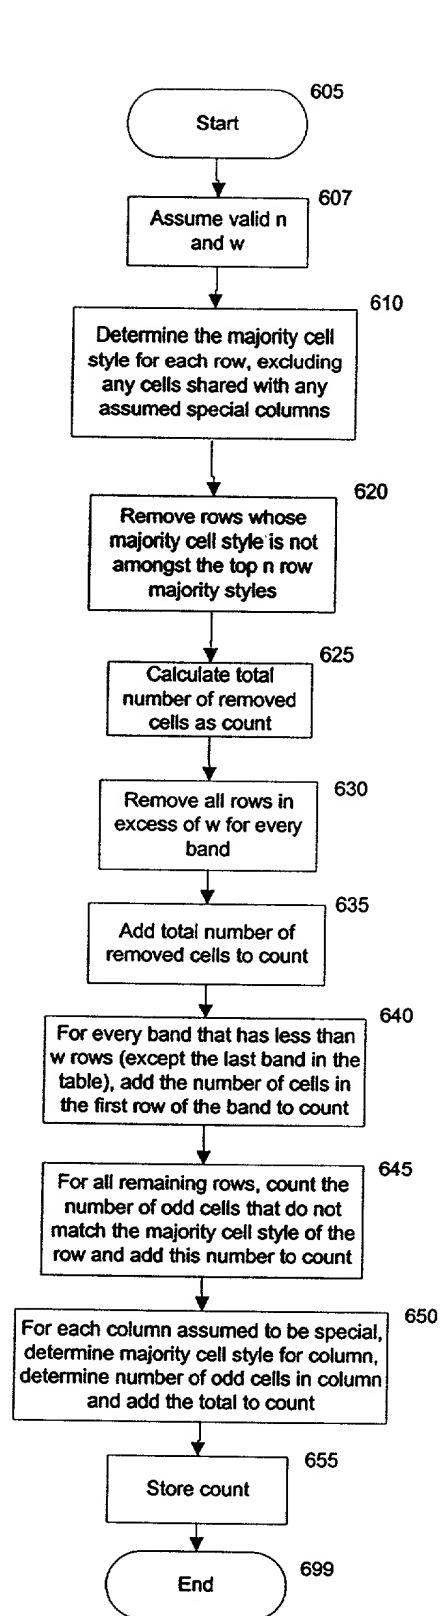 605
Start
607
Assume valid n
and w
610
Determine the majority cell
style for each row, excluding
any cells shared with any
assumed special columns
620
Remove rows whose
majority cell style is not
amongst the top n row
majority styles
625
Calculate total
number of removed
cells as count
630
Remove all rows in
excess of w for every
band
635
Add total number of
removed cells to count
640
For every band that has less than
w rows (except the last band in the
table), add the number of cells in
the first row of the band to count
645
For all remaining rows, count the
number of odd cells that do not
match the majority cell style of the
row and add this number to count
650
For each column assumed to be special,
determine majority cell style for column,
determine number of odd cells in column
and add the total to count
655
Store count
699
End